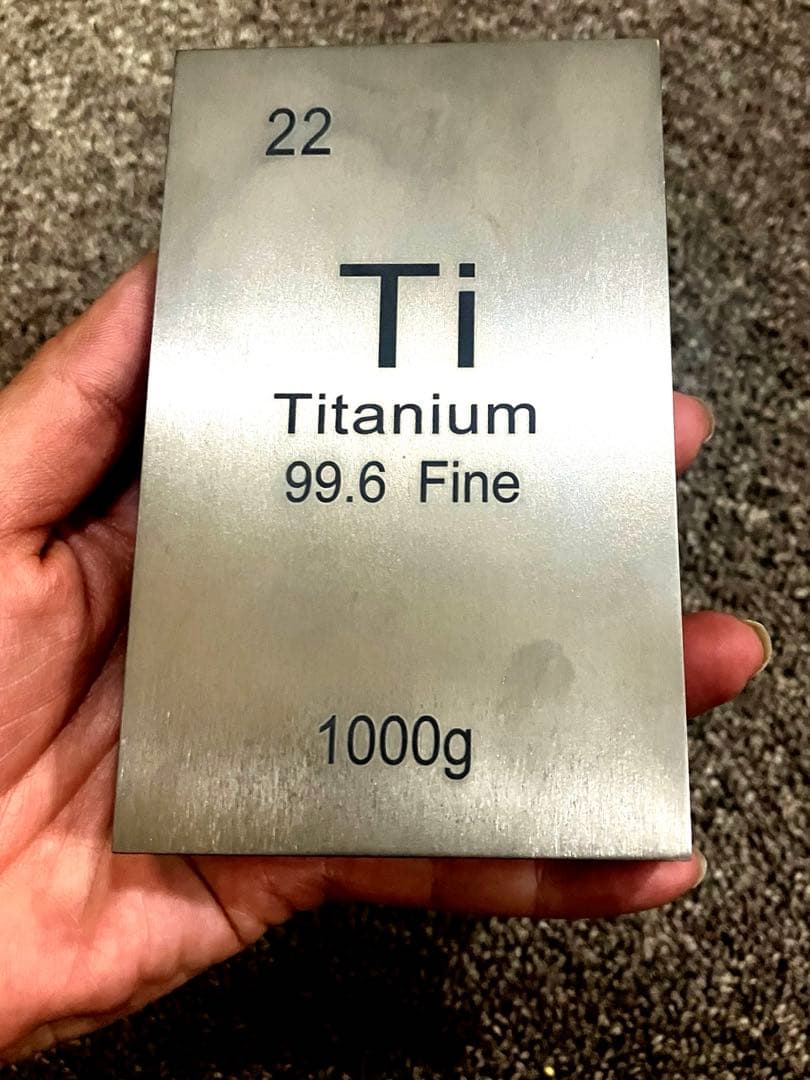 22
Ti
Titanium
99.6 Fine
1000g